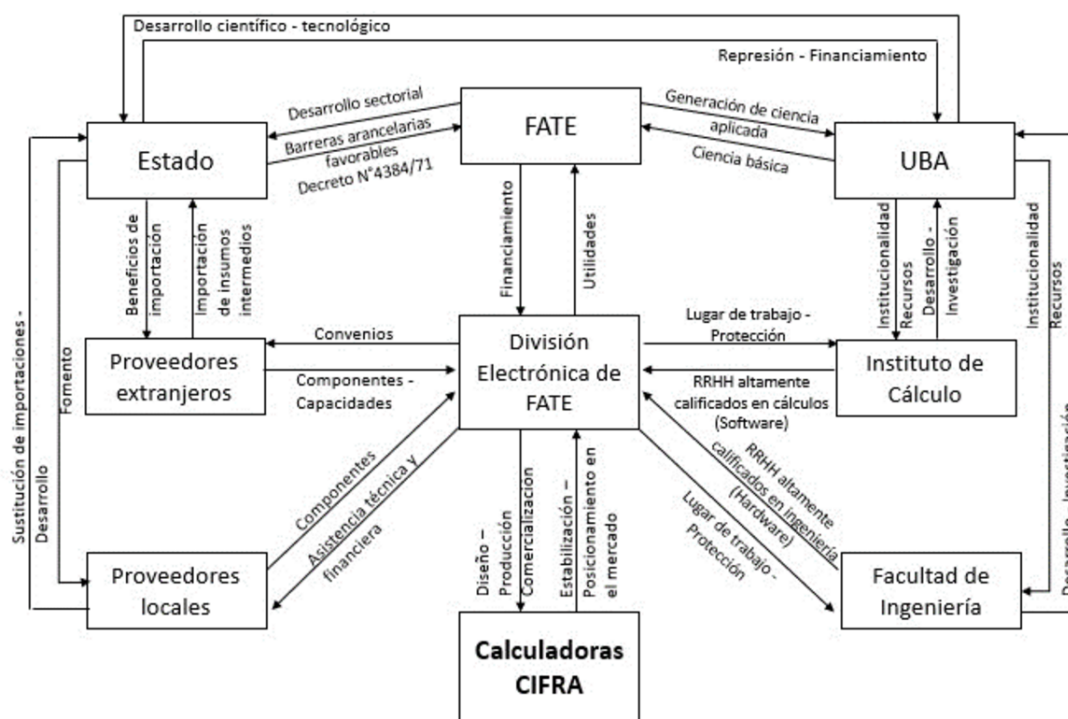 Desarrollo científico - tecnológico
Represión - Financiamiento
Desarrollo sectorial
Barreras arancelarias
favorables
Decreto N°4384/71
FATE
Generación de ciencia
aplicada
Ciencia básica
Estado
UBA
Beneficios de
importación
Importación
de insumos
intermedios
Financiamiento
Utilidades
Institucionalidad
Recursos
Desarrollo -
Investigación
Institucionalidad
Recursos
Convenios
Componentes -
Capacidades
Proveedores
extranjeros
División
Electrónica de
FATE
Lugar de trabajo -
Protección
RRHH altamente
calificados en cálculos
(Software)
Instituto de
Cálculo
Sustitución de importaciones -
Desarrollo
Fomento
Componentes
Asistencia técnica y
financiera
Diseño –
Producción
Comercialización
Estabilización –
Posicionamiento en
el mercado
RRHH altamente
calificados en ingeniería
(Hardware)
Lugar de trabajo -
Protección
Desarrollo - Investigación
Proveedores
locales
Facultad de
Ingeniería
Calculadoras
CIFRA